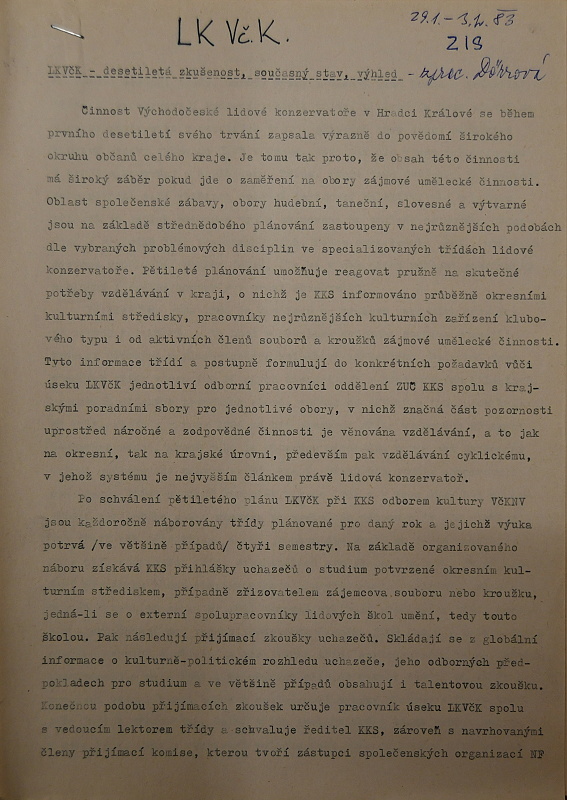 LK Vč.K.
29.1. - 3.2. 83
219
LKVčK - desetiletá zkušenost, současný stav, výhled - zprac. Dörrová
Činnost Východočeské lidové konzervatoře v Hradci Králové se během
prvního desetiletí svého trvání zapsala výrazně do povědomí širokého
okruhu občanů celého kraje. Je tomu tak proto, že obsah této činnosti
má široký záběr pokud jde o zaměření na obory zájmové umělecké činnosti.
Oblast společenské zábavy, obory hudební, taneční, slovesné a výtvarné
jsou na základě střednědobého plánování zastoupeny v nejrůznějších podobách
dle vybraných problémových disciplin ve specializovaných třídách lidové
konzervatoře. Pětileté plánování umožňuje reagovat pružně na skutečné
potřeby vzdělávání v kraji, o nichž je KKS informováno průběžně okresními
kulturními středisky, pracovníky nejrůznějších kulturních zařízení klubo-
vého typu i od aktivních členů souborů a kroužků zájmové umělecké činnosti.
Tyto informace třídí a postupně formulují do konkrétních požadavků vůči
úseku LKVčK jednotliví odborní pracovníci oddělení ZUČ KKS spolu s kraj-
skými poradními sbory pro jednotlivé obory, v nichž značná část pozornosti
uprostřed náročné a zodpovědné činnosti je věnována vzdělávání, a to jak
na okresní, tak na krajské úrovni, především pak vzdělávání cyklickému,
v jehož systému je nejvyšším článkem právě lidová konzervatoř.
Po schválení pětiletého plánu LKVčK při KKS odborem kultury VčKNV
jsou každoročně náborovány třídy plánované pro daný rok a jejichž výuka
potrvá /ve většině případů/ čtyři semestry. Na základě organizovaného
náboru získává KKS přihlášky uchazečů o studium potvrzené okresním kul-
turním střediskem, případně zřizovatelem zájemcova souboru nebo kroužku,
jedná-li se o externí spolupracovníky lidových škol umění, tedy touto
školou. Pak následují přijímací zkoušky uchazečů. Skládají se z globální
informace o kulturně-politickém rozhledu uchazeče, jeho odborných před-
pokladech pro studium a ve většině případů obsahují i talentovou zkoušku.
Konečnou podobu přijímacích zkoušek určuje pracovník úseku LKVčK spolu
s vedoucím lektorem třídy a schvaluje ředitel KKS, zároveň s navrhovanými
členy přijímací komise, kterou tvoří zástupci společenských organizací NF